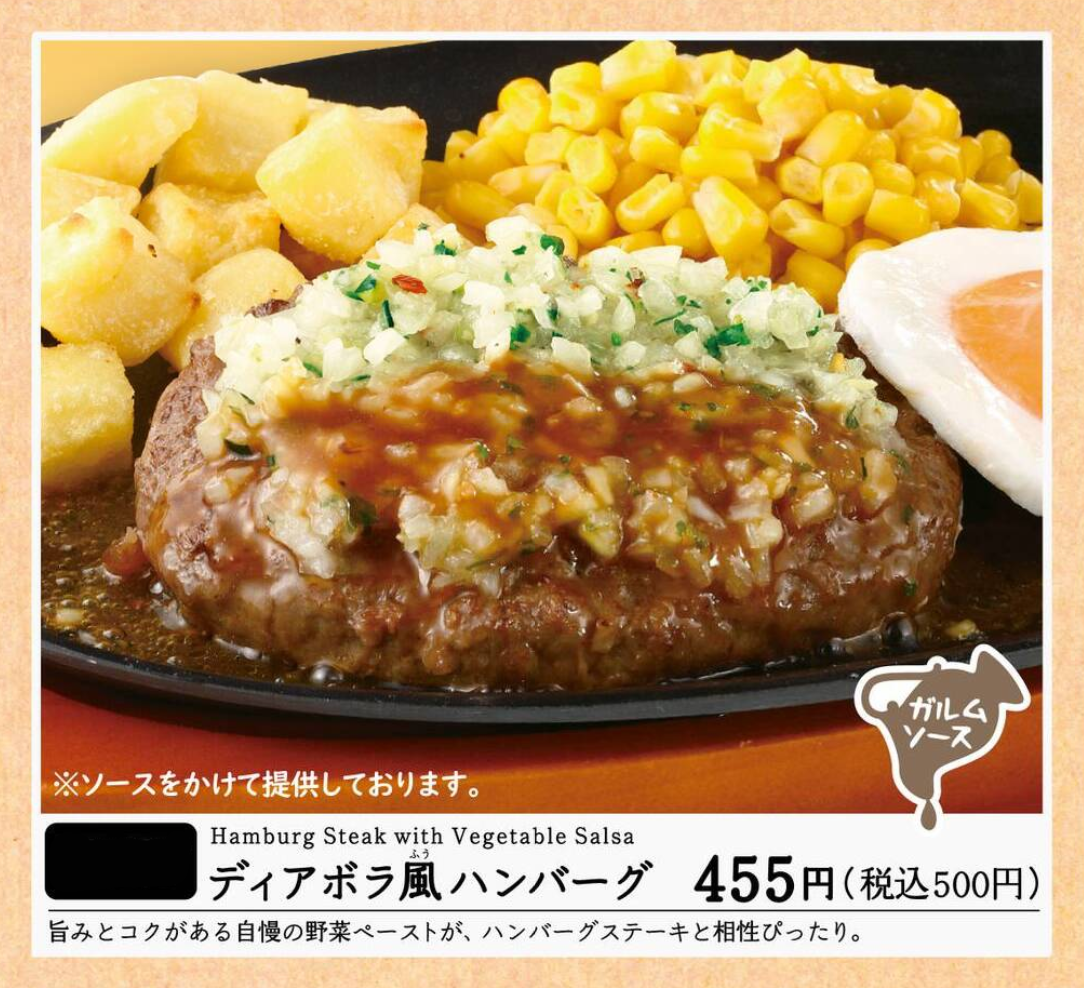 ガルム
ソース
※ソースをかけて提供しております。
Hamburg Steak with Vegetable Salsa
ふう
ディアボラ風ハンバーグ 455円(税込500円)
旨みとコクがある自慢の野菜ペーストが、ハンバーグステーキと相性ぴったり。